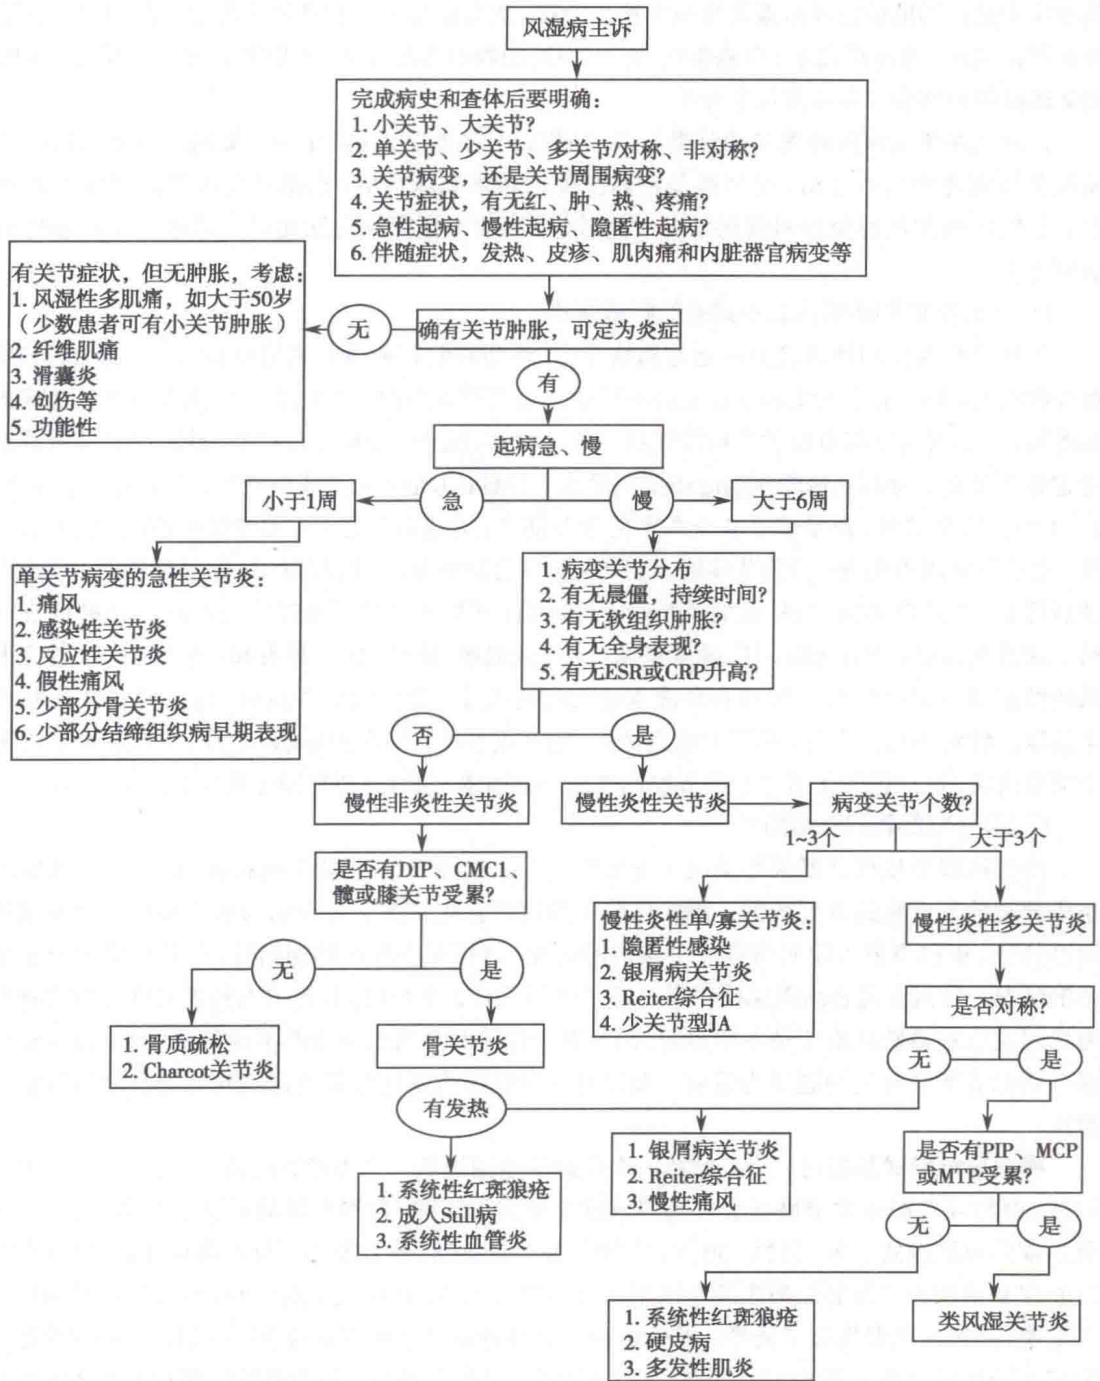 风湿病主诉
完成病史和查体后要明确：
1. 小关节、大关节？
2. 单关节、少关节、多关节/对称、非对称？
3. 关节病变，还是关节周围病变？
4. 关节症状，有无红、肿、热、疼痛？
5. 急性起病、慢性起病、隐匿性起病？
6. 伴随症状，发热、皮疹、肌肉痛和内脏器官病变等
有关节症状，但无肿胀，考虑：
1. 风湿性多肌痛，如大于50岁
（少数患者可有小关节肿胀）
2. 纤维肌痛
3. 滑囊炎
4. 创伤等
5. 功能性
无
确有关节肿胀，可定为炎症
有
起病急、慢
小于1周
急
慢
大于6周
单关节病变的急性关节炎：
1. 痛风
2. 感染性关节炎
3. 反应性关节炎
4. 假性痛风
5. 少部分骨关节炎
6. 少部分结缔组织病早期表现
1. 病变关节分布
2. 有无晨僵，持续时间？
3. 有无软组织肿胀？
4. 有无全身表现？
5. 有无ESR或CRP升高？
否
是
慢性非炎性关节炎
慢性炎性关节炎
病变关节个数？
1~3个
大于3个
是否有DIP、CMC1、
髋或膝关节受累？
慢性炎性单/寡关节炎：
1. 隐匿性感染
2. 银屑病关节炎
3. Reiter综合征
4. 少关节型JA
慢性炎性多关节炎
无
是
是否对称？
1. 骨质疏松
2. Charcot关节炎
骨关节炎
无
是
有发热
1. 银屑病关节炎
2. Reiter综合征
3. 慢性痛风
是否有PIP、MCP
或MTP受累？
1. 系统性红斑狼疮
2. 成人Still病
3. 系统性血管炎
无
是
1. 系统性红斑狼疮
2. 硬皮病
3. 多发性肌炎
类风湿关节炎